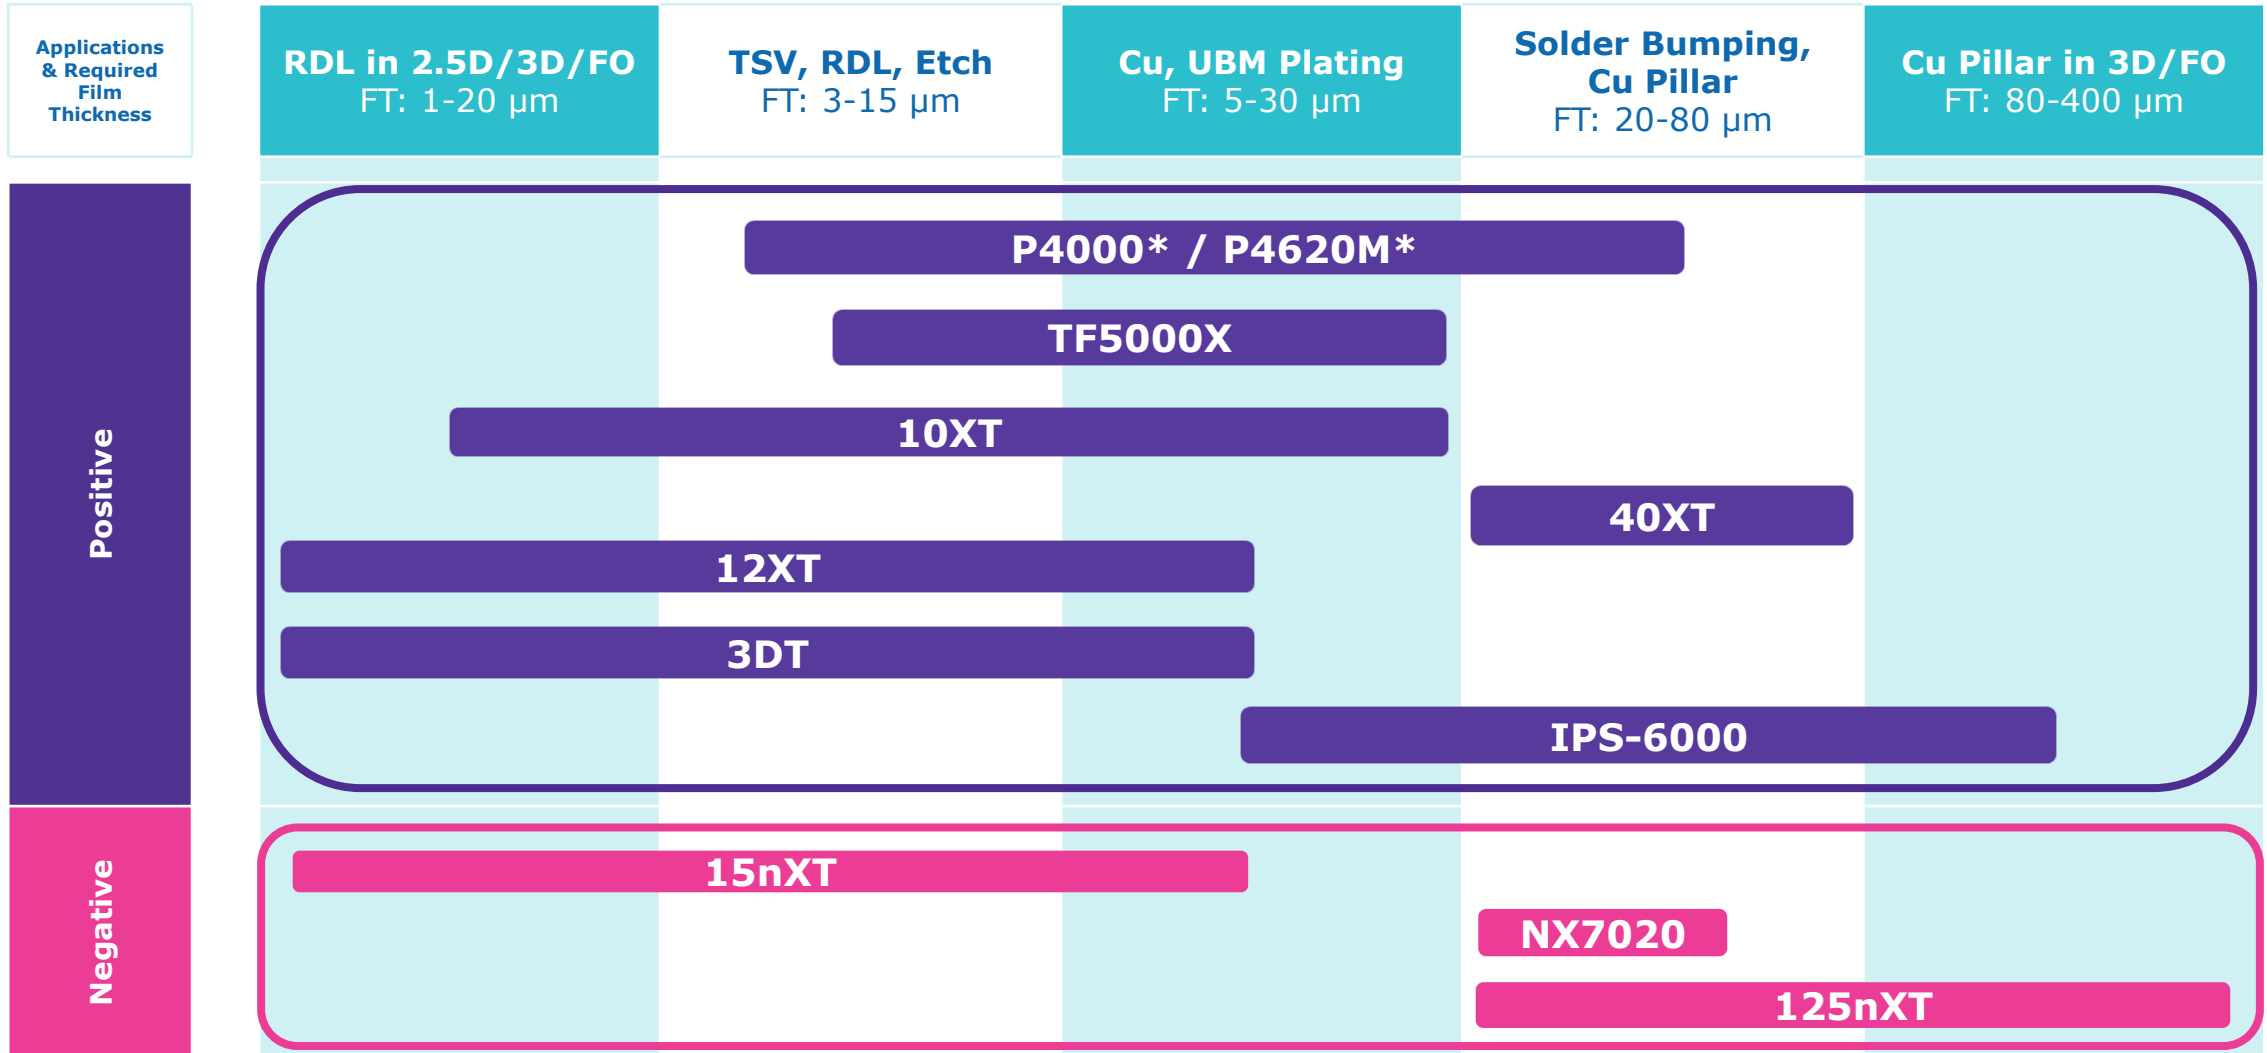 Applications
& Required
Film
Thickness
RDL in 2.5D/3D/FO
FT: 1-20 µm
TSV, RDL, Etch
FT: 3-15 µm
Cu, UBM Plating
FT: 5-30 µm
Solder Bumping,
Cu Pillar
FT: 20-80 µm
Cu Pillar in 3D/FO
FT: 80-400 µm
Positive
P4000* / P4620M*
TF5000X
10XT
40XT
12XT
3DT
IPS-6000
Negative
15nXT
NX7020
125nXT